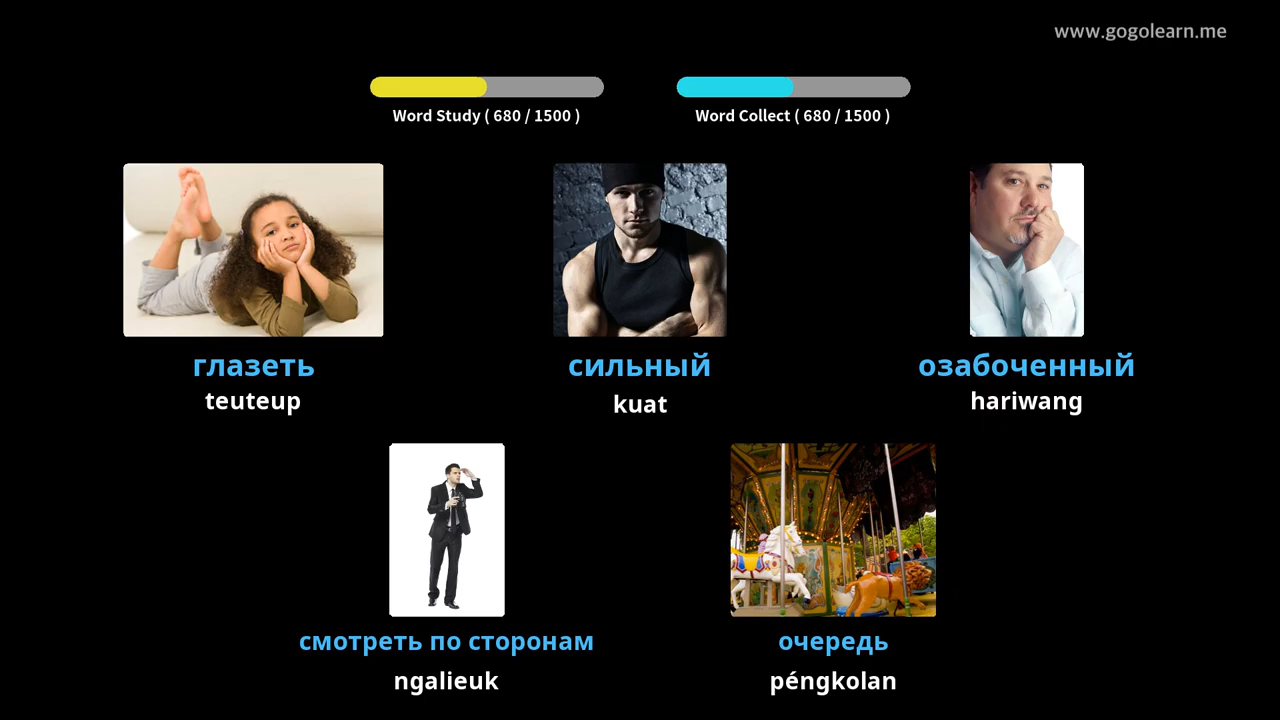 www.gogolearn.me
Word Study ( 680 / 1500 )
Word Collect ( 680 / 1500 )
глазеть
teuteup
сильный
kuat
озабоченный
hariwang
смотреть по сторонам
ngalieuk
очередь
péngkolan